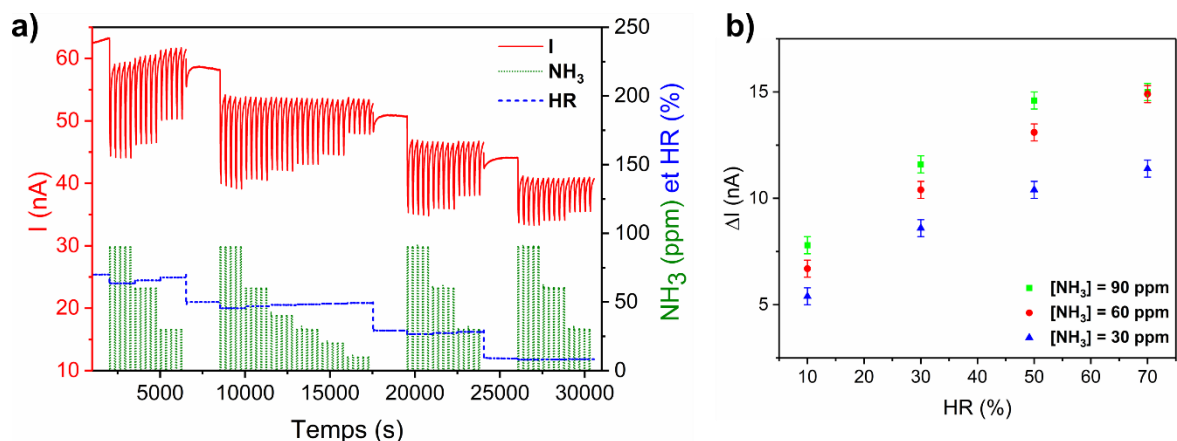 a)
I
NH3
HR
I (nA)
60
50
40
30
20
10
250
200
150
100
50
0
NH3 (ppm) et HR (%)
5000 10000 15000 20000 25000 30000
Temps (s)
b)
ΔI (nA)
15
10
5
[NH3] = 90 ppm
[NH3] = 60 ppm
[NH3] = 30 ppm
10 20 30 40 50 60 70
HR (%)